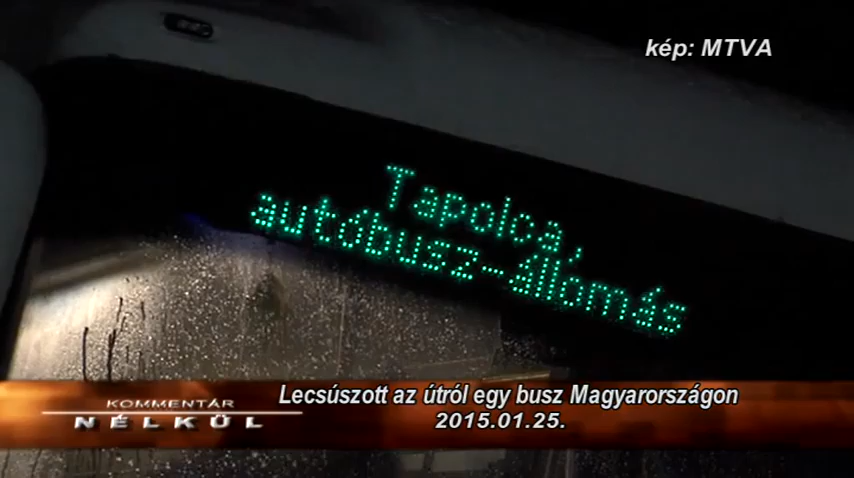 kép: MTVA
Tapolca,
autóbusz-állomás
KOMMENTÁR
NÉLKÜL
Lecsúszott az útról egy busz Magyarországon
2015.01.25.